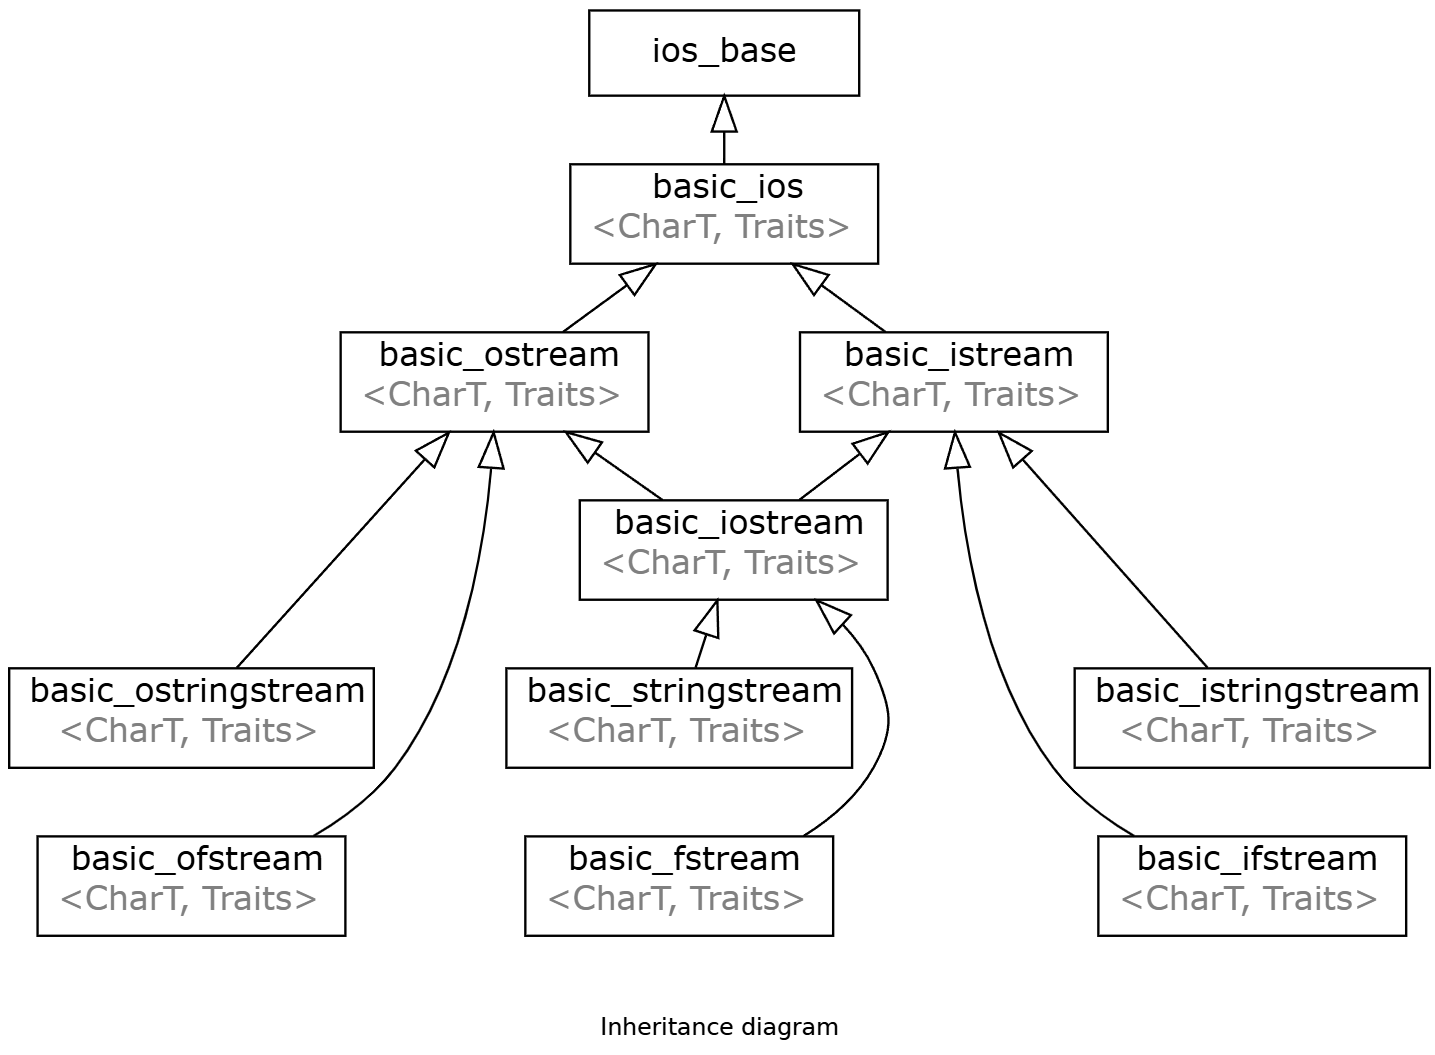 ios_base
basic_ios
<CharT, Traits>
basic_ostream
<CharT, Traits>
basic_istream
<CharT, Traits>
basic_iostream
<CharT, Traits>
basic_ostringstream
<CharT, Traits>
basic_stringstream
<CharT, Traits>
basic_istringstream
<CharT, Traits>
basic_ofstream
<CharT, Traits>
basic_fstream
<CharT, Traits>
basic_ifstream
<CharT, Traits>
Inheritance diagram